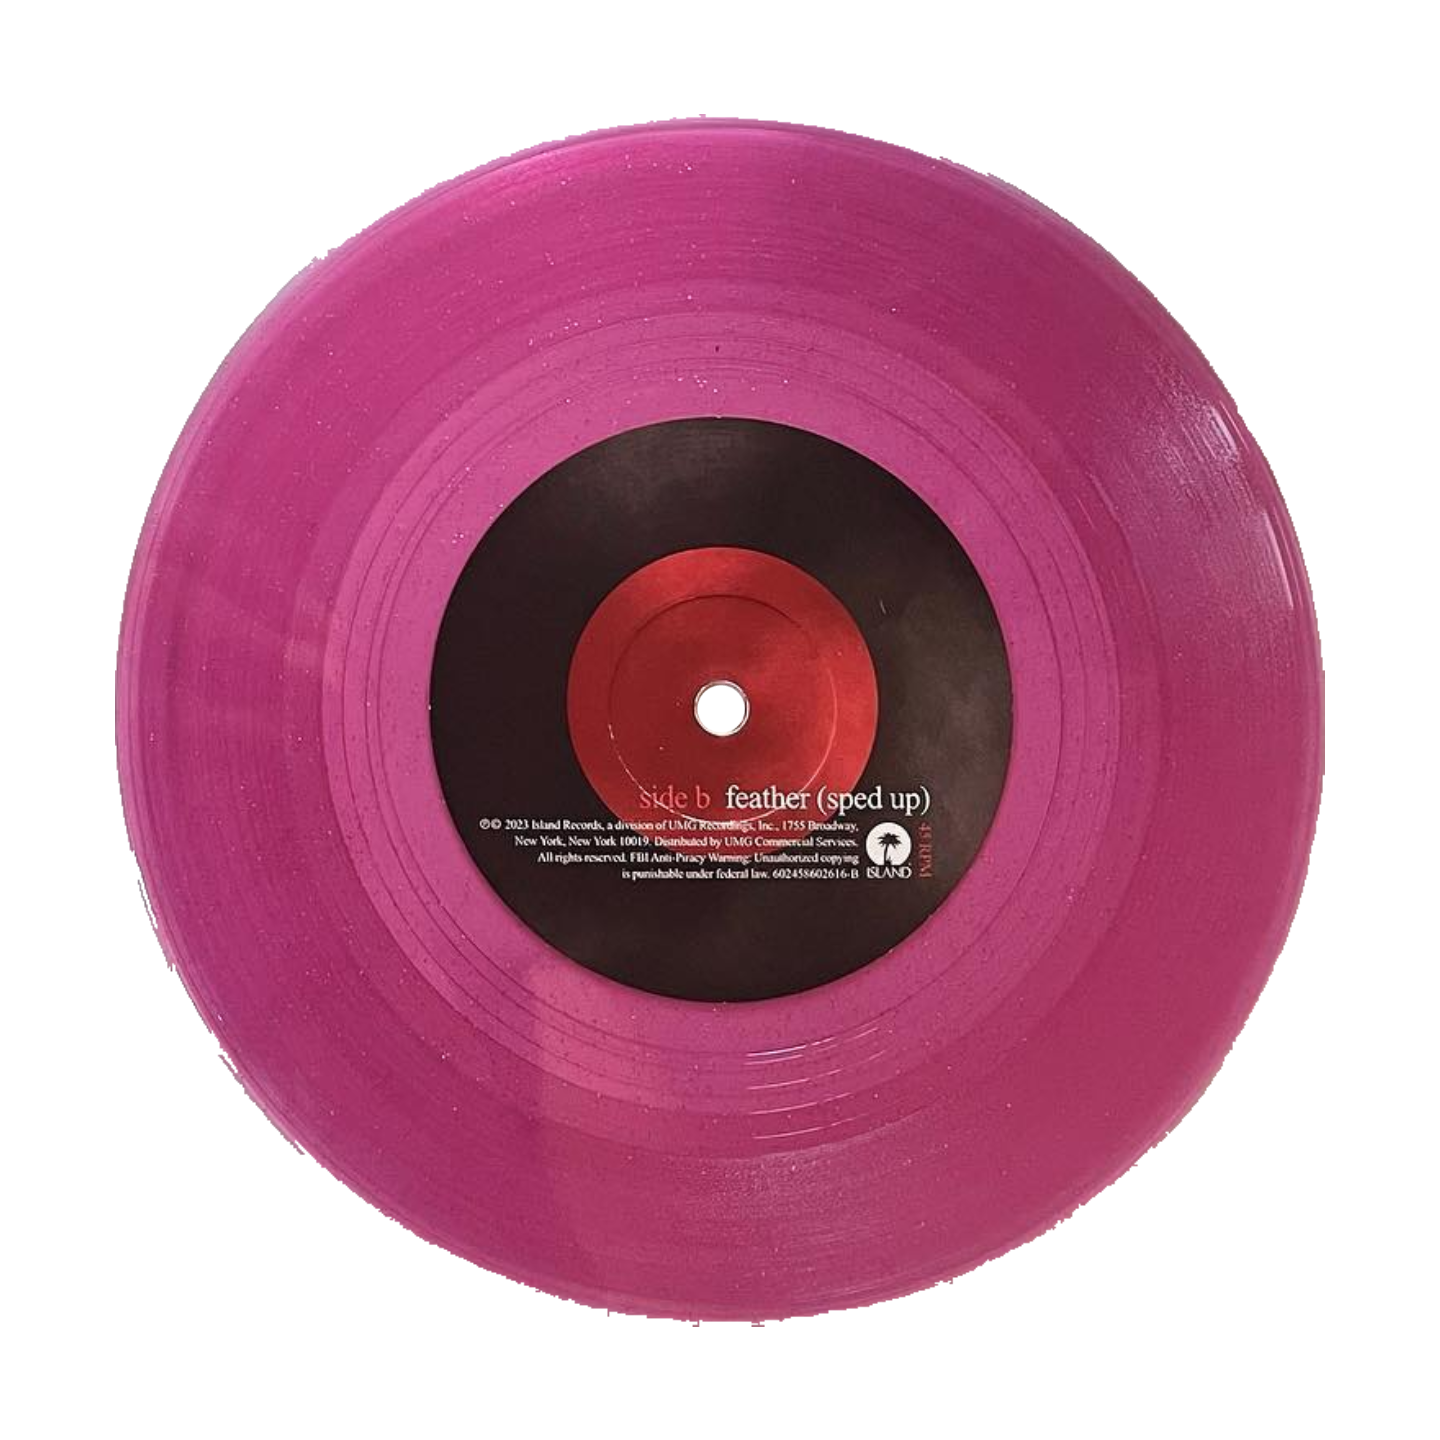 side b feather (sped up)
℗© 2023 Island Records, a division of UMG Recordings, Inc., 1755 Broadway,
New York, New York 10019. Distributed by UMG Commercial Services.
All rights reserved. FBI Anti-Piracy Warning: Unauthorized copying
is punishable under federal law. 602458602616-B
ISLAND
45 RPM